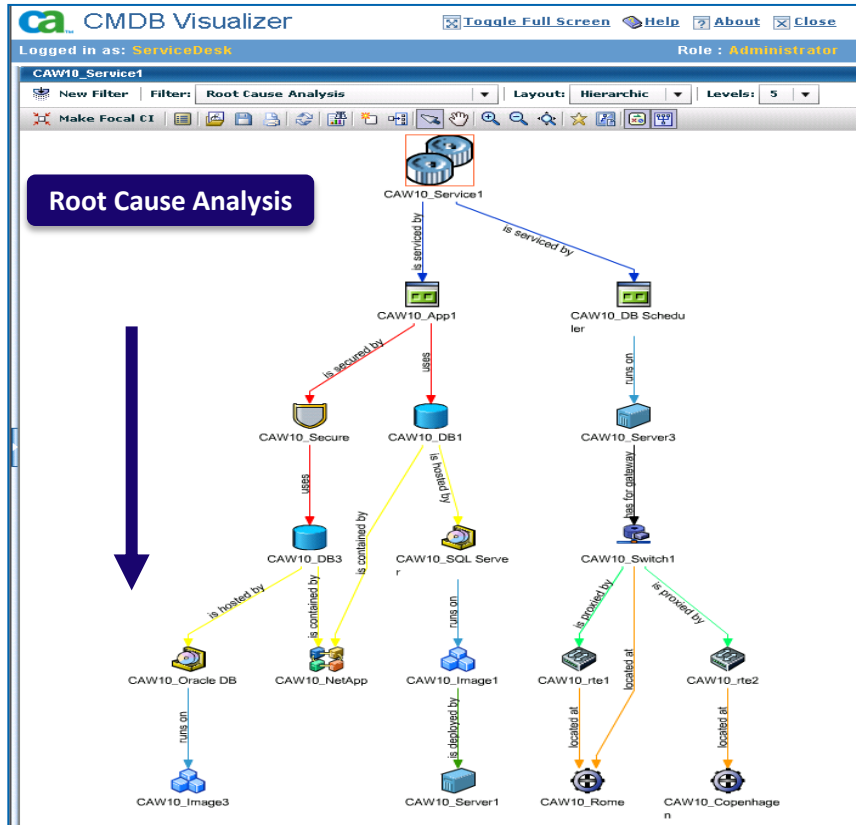 ca CMDB Visualizer
Toggle Full Screen Help ? About Close
Logged in as: ServiceDesk
Role : Administrator
CAW10_Service1
New Filter Filter: Root Cause Analysis Layout: Hierarchic Levels: 5
Make Focal CI
CAW10_Service1
Root Cause Analysis
is serviced by
is serviced by
CAW10_App1
CAW10_DB Schedu
ler
is secured by
uses
runs on
CAW10_Secure
CAW10_DB1
CAW10_Server3
uses
is contained by
is hosted by
has for gateway
CAW10_DB3
CAW10_SQL Serve
r
CAW10_Switch1
is hosted by
is contained by
runs on
is proxied by
located at
is proxied by
CAW10_Oracle DB
CAW10_NetApp
CAW10_Image1
CAW10_rte1
CAW10_rte2
runs on
is deployed by
located at
located at
CAW10_Image3
CAW10_Server1
CAW10_Rome
CAW10_Copenhage
n